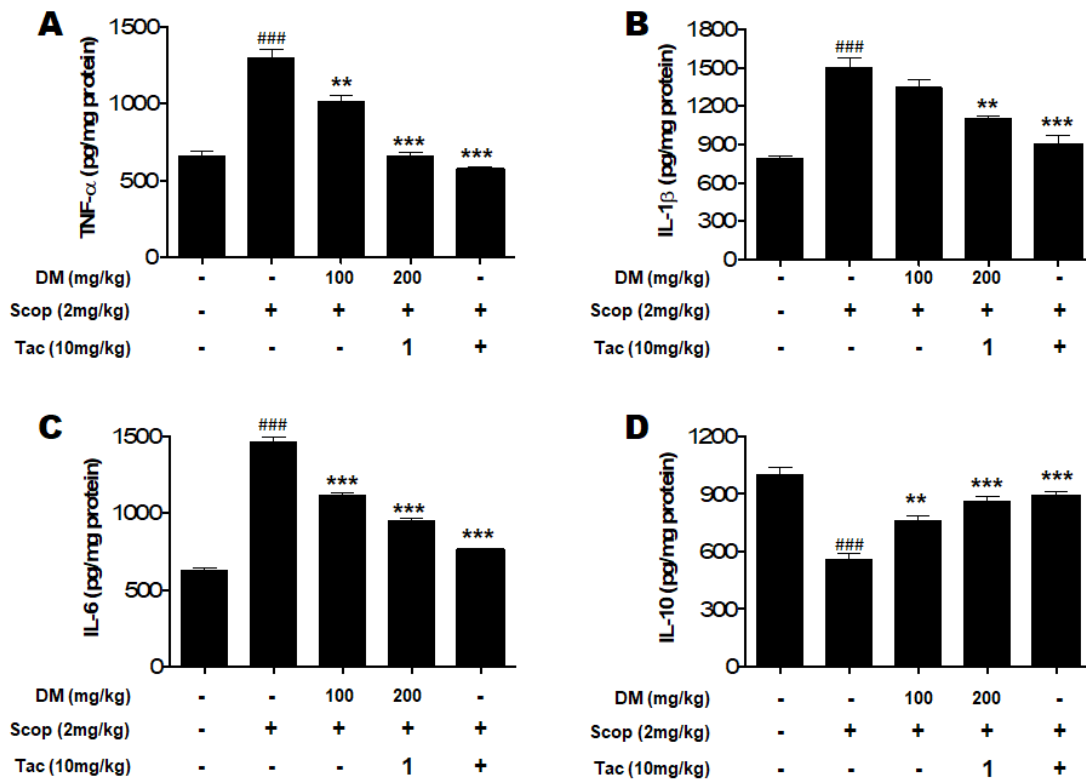 A
TNF-α (pg/mg protein)
1500
1000
500
0
###
**
***
***
DM (mg/kg) - - 100 200 -
Scop (2mg/kg) - + + + +
Tac (10mg/kg) - - - 1 +
B
IL-1β (pg/mg protein)
1800
1500
1200
900
600
300
0
###
**
***
DM (mg/kg) - - 100 200 -
Scop (2mg/kg) - + + + +
Tac (10mg/kg) - - - 1 +
C
IL-6 (pg/mg protein)
1500
1000
500
0
###
***
***
***
DM (mg/kg) - - 100 200 -
Scop (2mg/kg) - + + + +
Tac (10mg/kg) - - - 1 +
D
IL-10 (pg/mg protein)
1200
900
600
300
0
###
**
***
***
DM (mg/kg) - - 100 200 -
Scop (2mg/kg) - + + + +
Tac (10mg/kg) - - - 1 +